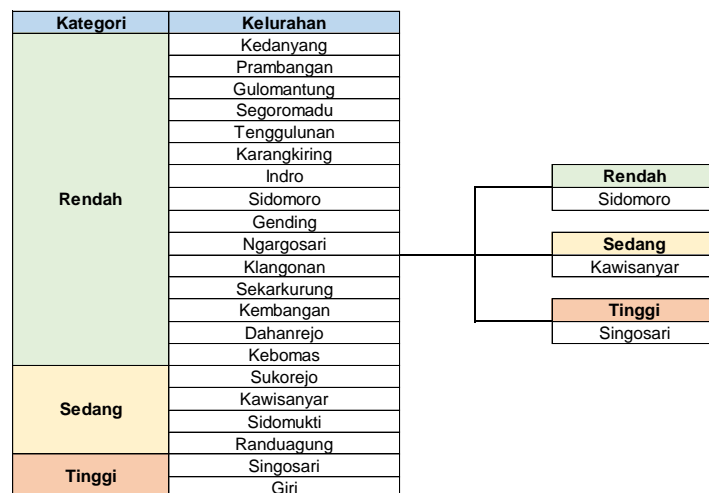 Kategori Kelurahan
Kedanyang
Prambangan
Gulomantung
Segoromadu
Tenggulunan
Karangkiring
Indro
Rendah Sidomoro
Gending
Ngargosari
Klangonan
Sekarkurung
Kembangan
Dahanrejo
Kebomas
Sukorejo
Sedang Kawisanyar
Sidomukti
Randuagung
Tinggi Singosari
Giri
Rendah
Sidomoro
Sedang
Kawisanyar
Tinggi
Singosari